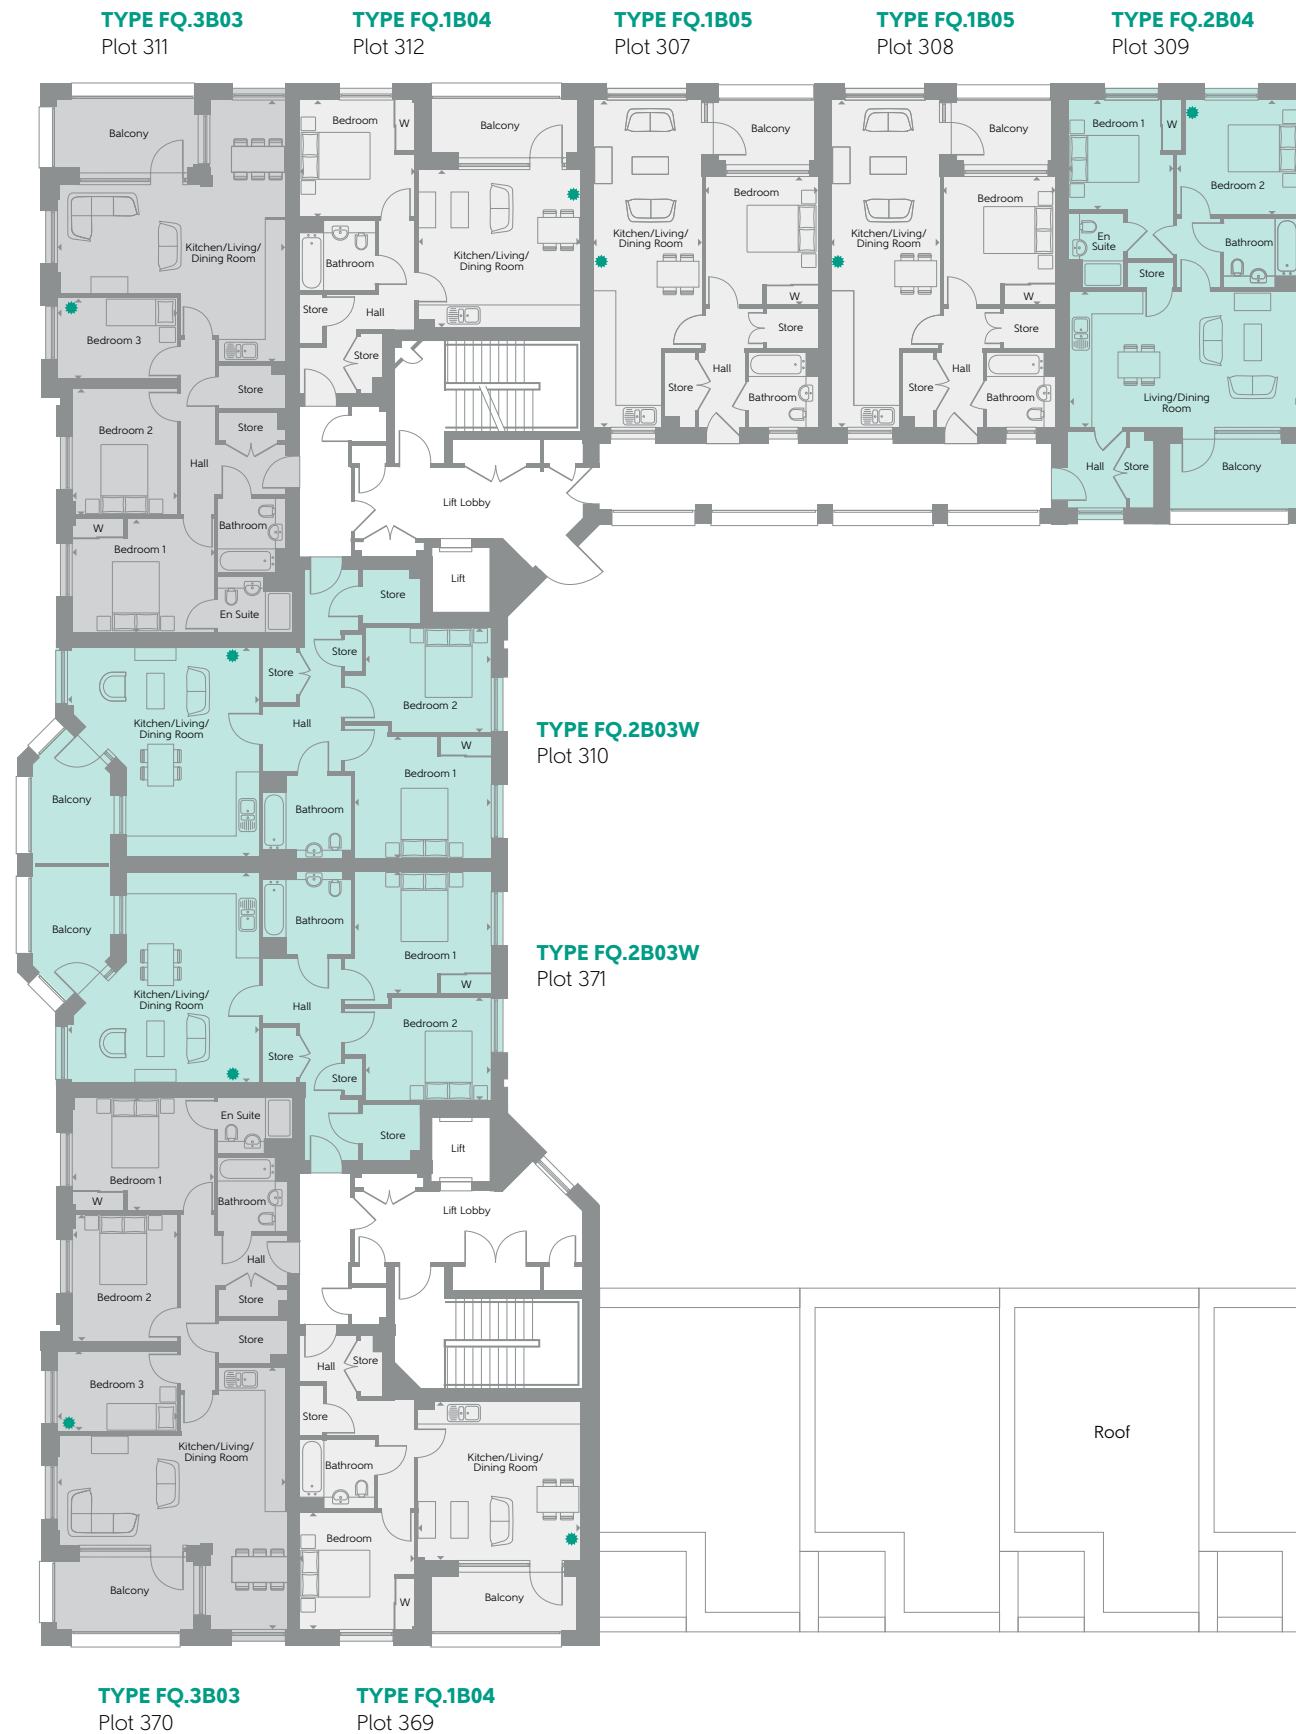 TYPE FQ.3B03
Plot 311
TYPE FQ.1B04
Plot 312
TYPE FQ.1B05
Plot 307
TYPE FQ.1B05
Plot 308
TYPE FQ.2B04
Plot 309
Balcony
Kitchen/Living/
Dining Room
Bedroom 3
Store
Bedroom 2
Store
Hall
W
Bathroom
Bedroom 1
En Suite
Bedroom
W
Balcony
Bathroom
Kitchen/Living/
Dining Room
Store
Hall
Store
Balcony
Bedroom
Kitchen/Living/
Dining Room
W
Store
Hall
Store
Bathroom
Balcony
Bedroom
Kitchen/Living/
Dining Room
W
Store
Hall
Store
Bathroom
Bedroom 1
W
Bedroom 2
En
Suite
Bathroom
Store
Living/Dining
Room
Hall
Store
Balcony
Lift Lobby
Lift
Store
Store
Store
Bedroom 2
Kitchen/Living/
Dining Room
Hall
W
Bedroom 1
Balcony
Bathroom
TYPE FQ.2B03W
Plot 310
Bathroom
Balcony
Bedroom 1
W
Kitchen/Living/
Dining Room
Hall
Bedroom 2
Store
Store
Store
TYPE FQ.2B03W
Plot 371
Lift
Lift Lobby
En Suite
Bedroom 1
W
Bathroom
Hall
Bedroom 2
Store
Store
Bedroom 3
Kitchen/Living/
Dining Room
Balcony
Hall
Store
Store
Bathroom
Kitchen/Living/
Dining Room
Bedroom
W
Balcony
Roof
TYPE FQ.3B03
Plot 370
TYPE FQ.1B04
Plot 369